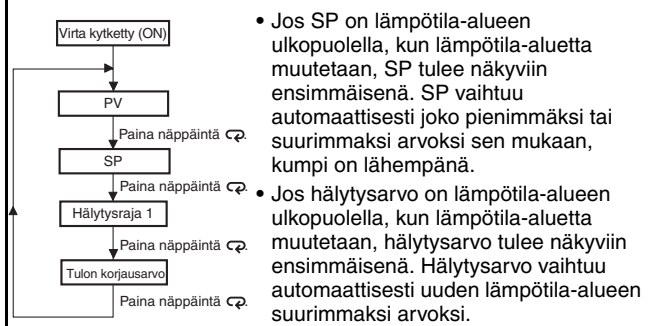 Virta kytketty (ON)
PV
Paina näppäintä
SP
Paina näppäintä
Hälytysraja 1
Paina näppäintä
Tulon korjausarvo
Paina näppäintä
• Jos SP on lämpötila-alueen
ulkopuolella, kun lämpötila-aluetta
muutetaan, SP tulee näkyviin
ensimmäisenä. SP vaihtuu
automaattisesti joko pienimmäksi tai
suurimmaksi arvoksi sen mukaan,
kumpi on lähempänä.
• Jos hälytysarvo on lämpötila-alueen
ulkopuolella, kun lämpötila-aluetta
muutetaan, hälytysarvo tulee näkyviin
ensimmäisenä. Hälytysarvo vaihtuu
automaattisesti uuden lämpötila-alueen
suurimmaksi arvoksi.